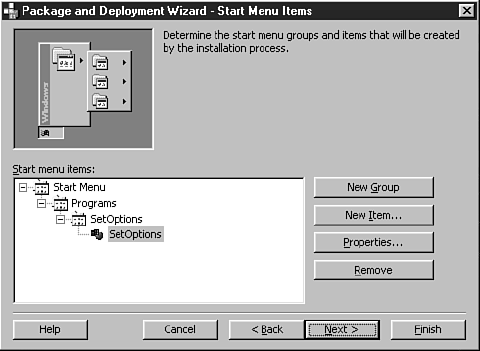 Package and Deployment Wizard - Start Menu Items
Determine the start menu groups and items that will be created
by the installation process.
Windows
Start menu items:
Start Menu
Programs
SetOptions
SetOptions
New Group
New Item...
Properties...
Remove
Help
Cancel
< Back
Next >
Finish